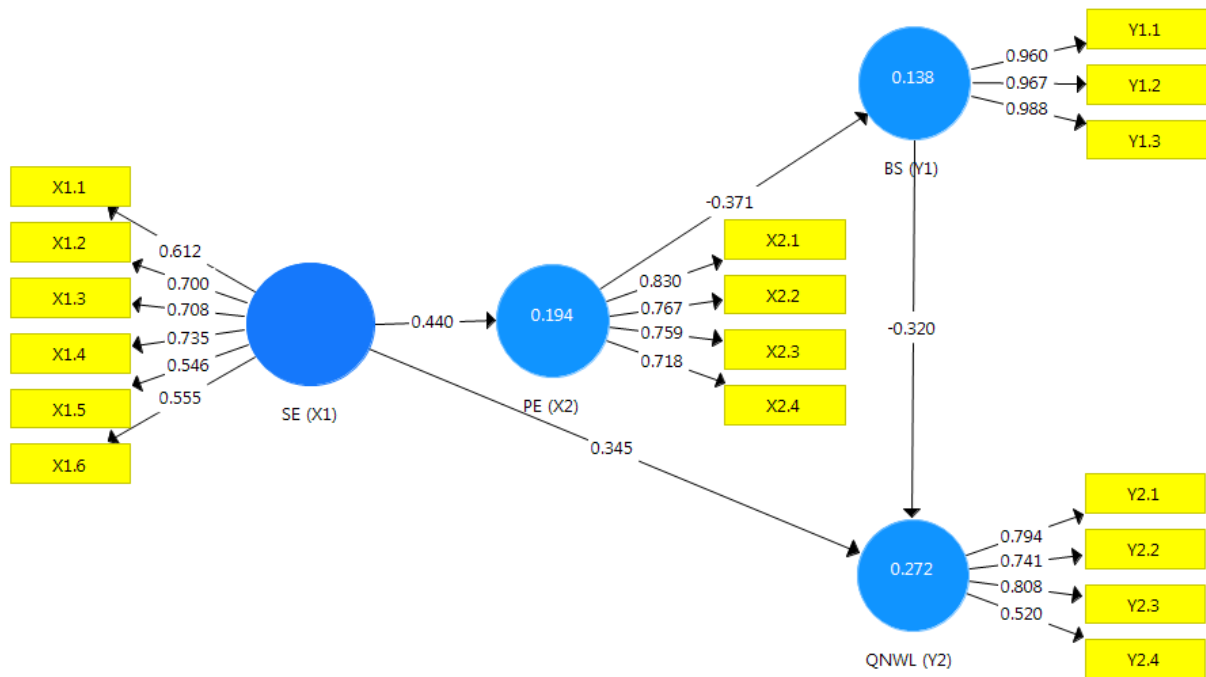 X1.1
X1.2
X1.3
X1.4
X1.5
X1.6
0.612
0.700
0.708
0.735
0.546
0.555
SE (X1)
0.440
0.345
0.194
PE (X2)
-0.371
0.830
0.767
0.759
0.718
X2.1
X2.2
X2.3
X2.4
0.138
BS (Y1)
0.960
0.967
0.988
Y1.1
Y1.2
Y1.3
-0.320
0.272
QNWL (Y2)
0.794
0.741
0.808
0.520
Y2.1
Y2.2
Y2.3
Y2.4